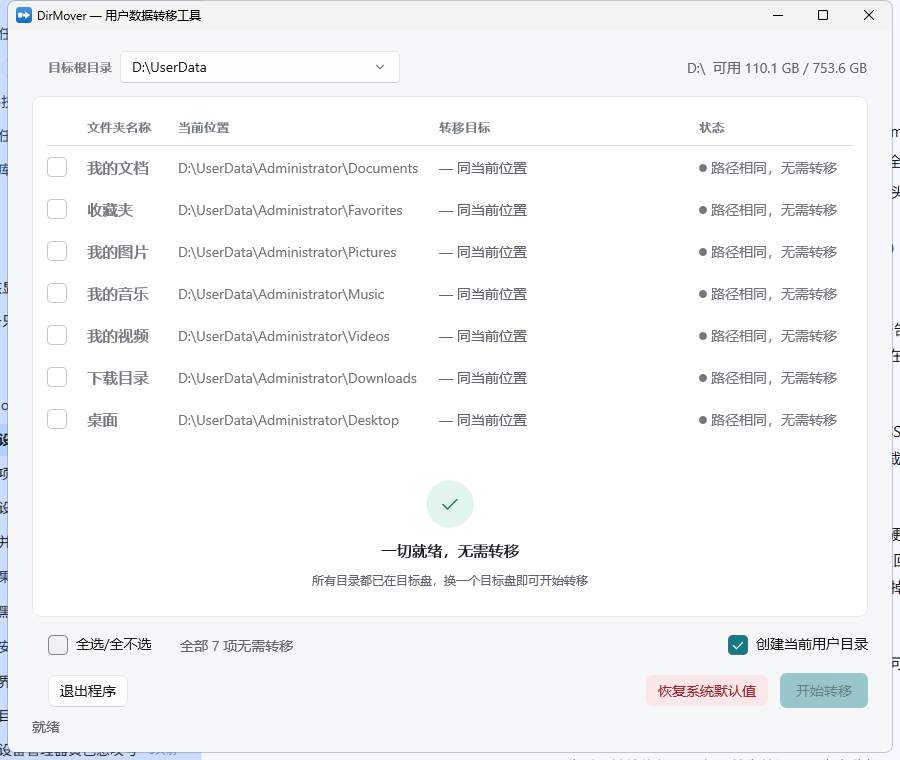 DirMover — 用户数据转移工具
目标根目录 D:\UserData D:\ 可用 110.1 GB / 753.6 GB
文件夹名称 当前位置 转移目标 状态
我的文档 D:\UserData\Administrator\Documents — 同当前位置 ● 路径相同，无需转移
收藏夹 D:\UserData\Administrator\Favorites — 同当前位置 ● 路径相同，无需转移
我的图片 D:\UserData\Administrator\Pictures — 同当前位置 ● 路径相同，无需转移
我的音乐 D:\UserData\Administrator\Music — 同当前位置 ● 路径相同，无需转移
我的视频 D:\UserData\Administrator\Videos — 同当前位置 ● 路径相同，无需转移
下载目录 D:\UserData\Administrator\Downloads — 同当前位置 ● 路径相同，无需转移
桌面 D:\UserData\Administrator\Desktop — 同当前位置 ● 路径相同，无需转移
一切就绪，无需转移
所有目录都已在目标盘，换一个目标盘即可开始转移
全选/全不选 全部 7 项无需转移 创建当前用户目录
退出程序 恢复系统默认值 开始转移
就绪